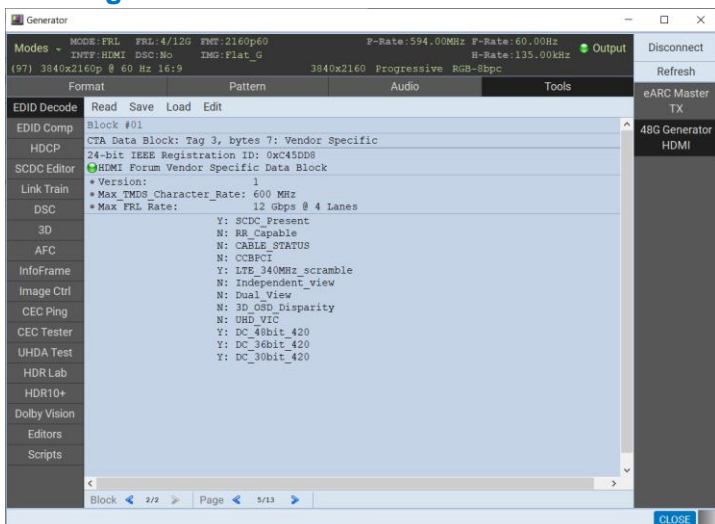 Generator
Modes
MODE:FRL FRL:4/12G FMT:2160p60 P-Rate:594.00MHz F-Rate:60.00Hz
INTF:HDMI DSC:No IMG:Flat_G H-Rate:135.00kHz
Output
(97) 3840x2160p @ 60 Hz 16:9 3840x2160 Progressive RGB-8bpc
Disconnect
Refresh
Format Pattern Audio Tools
eARC Master
TX
48G Generator
HDMI
EDID Decode
EDID Comp
HDCP
SCDC Editor
Link Train
DSC
3D
AFC
InfoFrame
Image Ctrl
CEC Ping
CEC Tester
UHDA Test
HDR Lab
HDR10+
Dolby Vision
Editors
Scripts
Read Save Load Edit
Block #01
CTA Data Block: Tag 3, bytes 7: Vendor Specific
24-bit IEEE Registration ID: 0xC45DD8
HDMI Forum Vendor Specific Data Block
* Version: 1
* Max_TMDS_Character_Rate: 600 MHz
* Max FRL Rate: 12 Gbps @ 4 Lanes
Y: SCDC_Present
N: RR_Capable
N: CABLE_STATUS
N: CCBPCI
Y: LTE_340MHz_scramble
N: Independent_view
N: Dual_View
N: 3D_OSD_Disparity
N: UHD_VIC
Y: DC_48bit_420
Y: DC_36bit_420
Y: DC_30bit_420
Block 2/2 Page 5/13
CLOSE